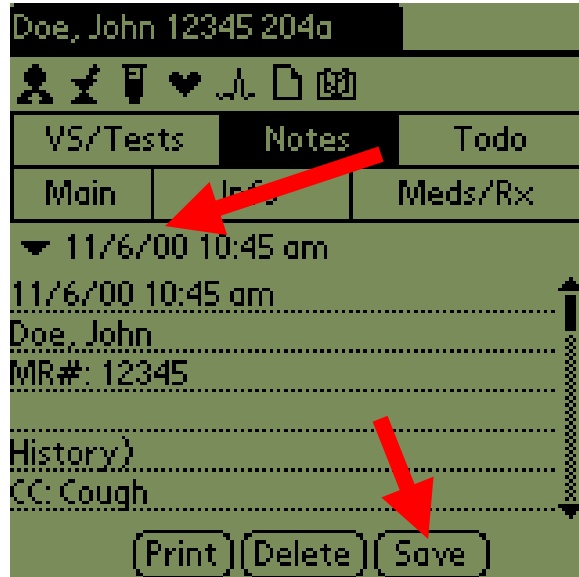 Doe, John 12345 204a
VS/Tests Notes Todo
Main Info Meds/Rx
11/6/00 10:45 am
11/6/00 10:45 am
Doe, John
MR#: 12345
History}
CC: Cough
Print Delete Save